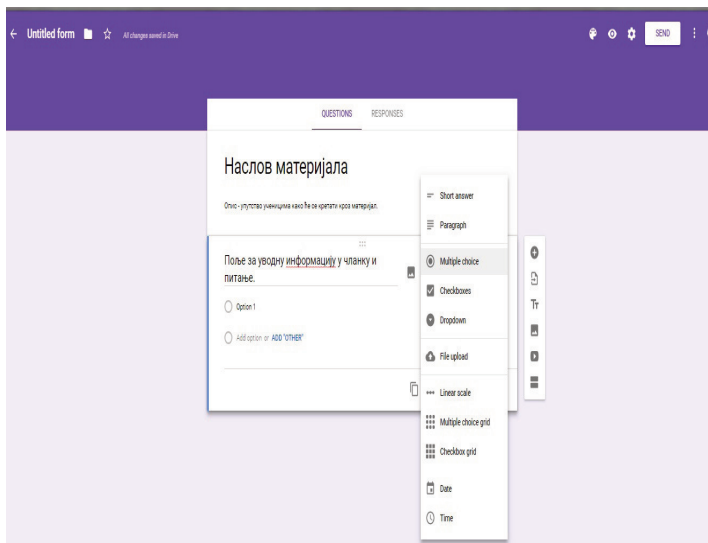 Untitled form
All changes saved in Drive
SEND
QUESTIONS RESPONSES
Наслов материјала
Опис - упутство ученицима како ће се кретати кроз материјал.
Поље за уводну информацију у чланку и
питање.
Option 1
Add option or ADD "OTHER"
Short answer
Paragraph
Multiple choice
Checkboxes
Dropdown
File upload
Linear scale
Multiple choice grid
Checkbox grid
Date
Time
Tт